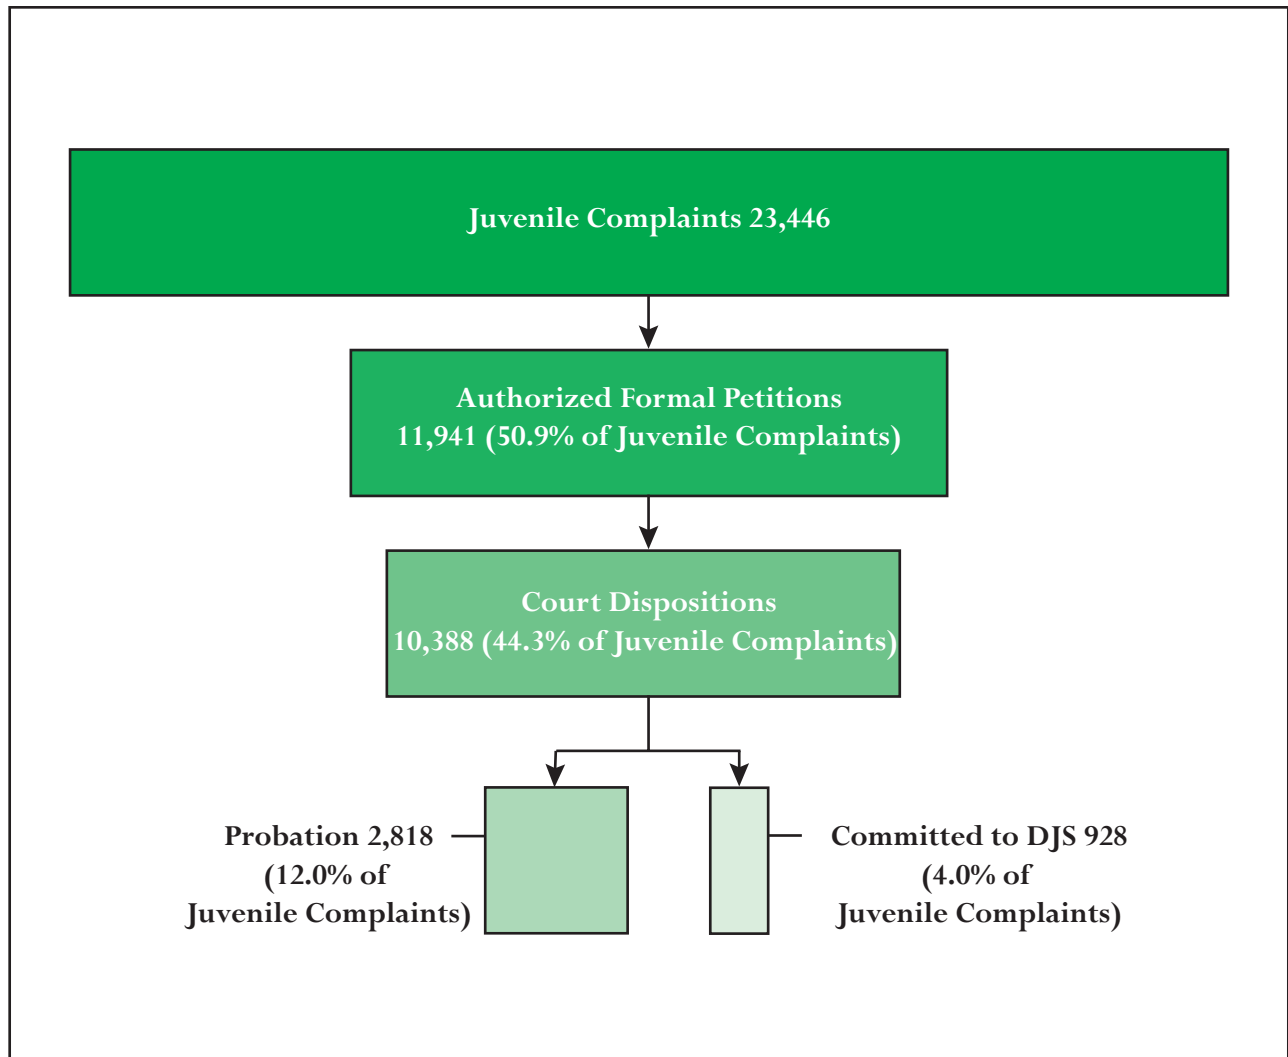 Juvenile Complaints 23,446
Authorized Formal Petitions
11,941 (50.9% of Juvenile Complaints)
Court Dispositions
10,388 (44.3% of Juvenile Complaints)
Probation 2,818
(12.0% of
Juvenile Complaints)
Committed to DJS 928
(4.0% of
Juvenile Complaints)